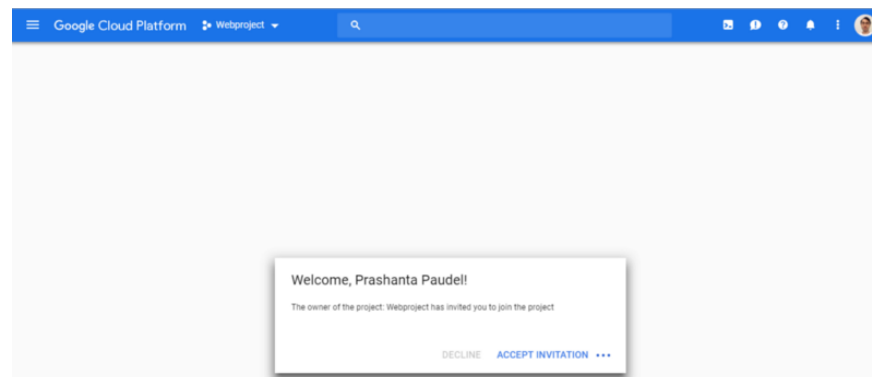 Google Cloud Platform Webproject
Welcome, Prashanta Paudel!
The owner of the project: Webproject has invited you to join the project
DECLINE ACCEPT INVITATION